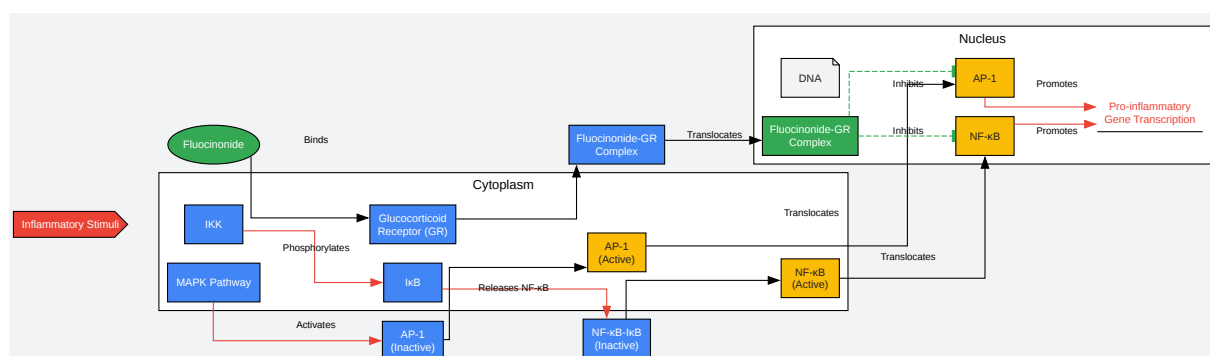 Nucleus
DNA
Inhibits
AP-1
Promotes
Pro-inflammatory
Gene Transcription
Fluocinonide-GR
Complex
Inhibits
NF-κB
Promotes
Fluocinonide
Binds
Fluocinonide-GR
Complex
Translocates
Cytoplasm
Inflammatory Stimuli
IKK
Glucocorticoid
Receptor (GR)
Translocates
Phosphorylates
AP-1
(Active)
Translocates
MAPK Pathway
IκB
Releases NF-κB
NF-κB
(Active)
Activates
AP-1
(Inactive)
NF-κB-IκB
(Inactive)